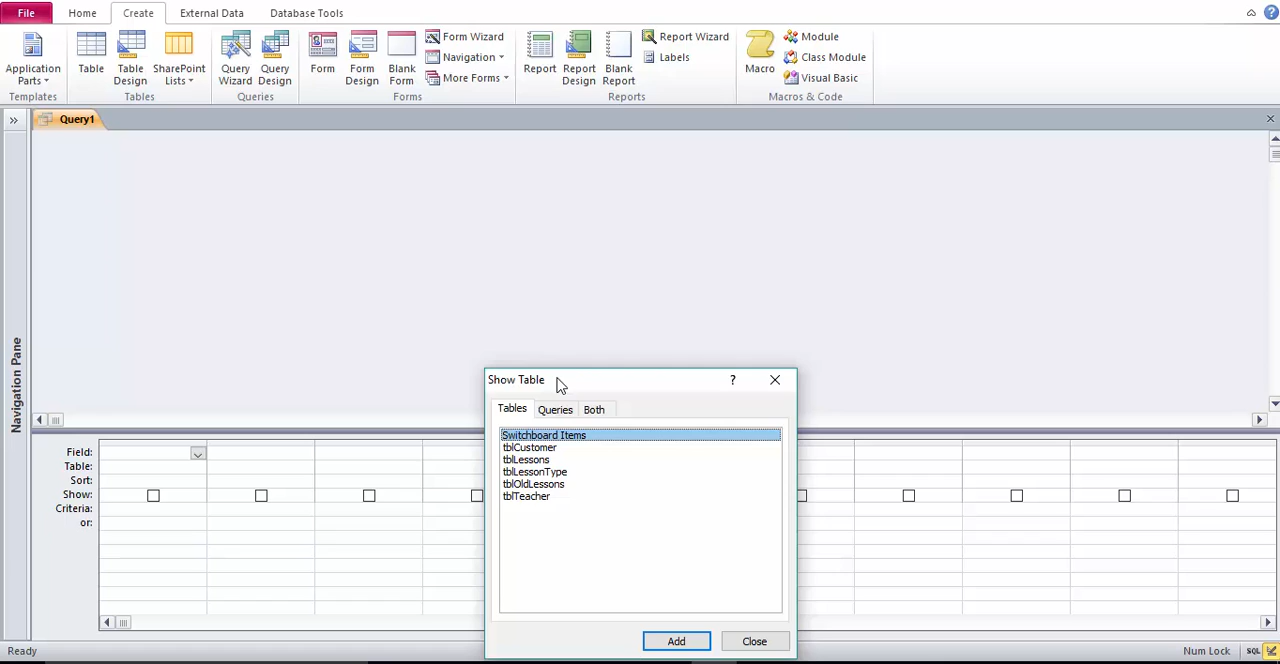 File Home Create External Data Database Tools
Application Parts
Table
Table Design
SharePoint Lists
Query Wizard
Query Design
Form
Form Design
Blank Form
Form Wizard
Navigation
More Forms
Report
Report Design
Blank Report
Report Wizard
Labels
Macro
Module
Class Module
Visual Basic
Templates Tables Queries Forms Reports Macros & Code
Query1
Navigation Pane
Show Table
Tables Queries Both
Switchboard Items
tblCustomer
tblLessons
tblLessonType
tblOldLessons
tblTeacher
Add Close
Field:
Table:
Sort:
Show:
Criteria:
or:
Ready Num Lock SQL